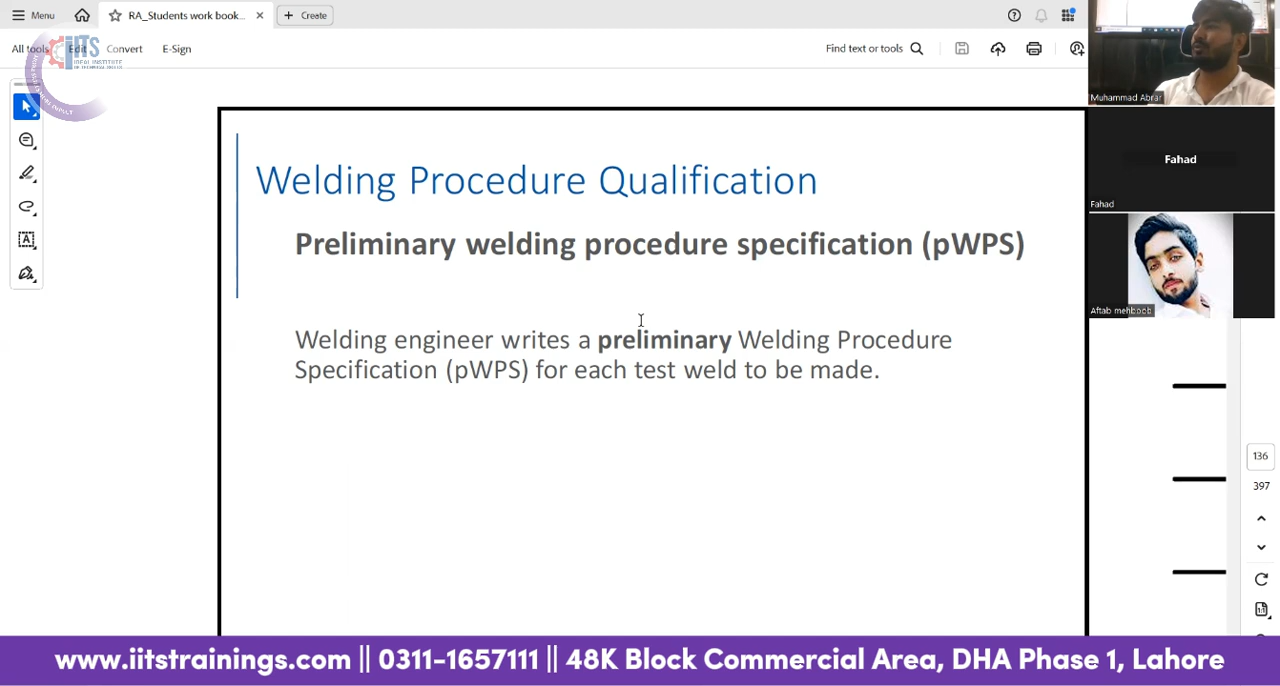 Menu
RA_Students work book...
Create
All tools
Edit
Convert
E-Sign
Find text or tools
IITS
IDEAL INSTITUTE
Muhammad Abrar
Fahad
Fahad
Aftab mehboob
Welding Procedure Qualification
Preliminary welding procedure specification (pWPS)
Welding engineer writes a preliminary Welding Procedure
Specification (pWPS) for each test weld to be made.
136
397
www.iitstrainings.com || 0311-1657111 || 48K Block Commercial Area, DHA Phase 1, Lahore